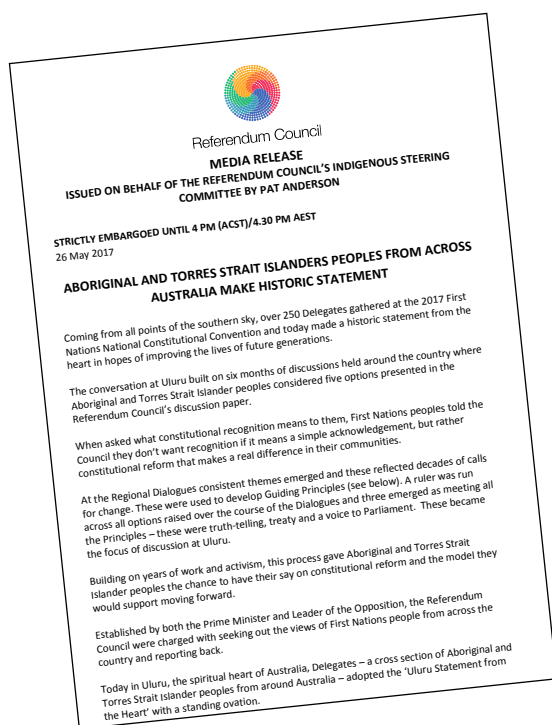 Referendum Council
MEDIA RELEASE
ISSUED ON BEHALF OF THE REFERENDUM COUNCIL'S INDIGENOUS STEERING
COMMITTEE BY PAT ANDERSON
STRICTLY EMBARGOED UNTIL 4 PM (ACST)/4.30 PM AEST
26 May 2017
ABORIGINAL AND TORRES STRAIT ISLANDERS PEOPLES FROM ACROSS
AUSTRALIA MAKE HISTORIC STATEMENT
Coming from all points of the southern sky, over 250 Delegates gathered at the 2017 First
Nations National Constitutional Convention and today made a historic statement from the
heart in hopes of improving the lives of future generations.
The conversation at Uluru built on six months of discussions held around the country where
Aboriginal and Torres Strait Islander peoples considered five options presented in the
Referendum Council's discussion paper.
When asked what constitutional recognition means to them, First Nations peoples told the
Council they don't want recognition if it means a simple acknowledgement, but rather
constitutional reform that makes a real difference in their communities.
At the Regional Dialogues consistent themes emerged and these reflected decades of calls
for change. These were used to develop Guiding Principles (see below). A ruler was run
across all options raised over the course of the Dialogues and three emerged as meeting all
the Principles – these were truth-telling, treaty and a voice to Parliament.  These became
the focus of discussion at Uluru.
Building on years of work and activism, this process gave Aboriginal and Torres Strait
Islander peoples the chance to have their say on constitutional reform and the model they
would support moving forward.
Established by both the Prime Minister and Leader of the Opposition, the Referendum
Council were charged with seeking out the views of First Nations people from across the
country and reporting back.
Today in Uluru, the spiritual heart of Australia, Delegates – a cross section of Aboriginal and
Torres Strait Islander peoples from around Australia – adopted the 'Uluru Statement from
the Heart' with a standing ovation.